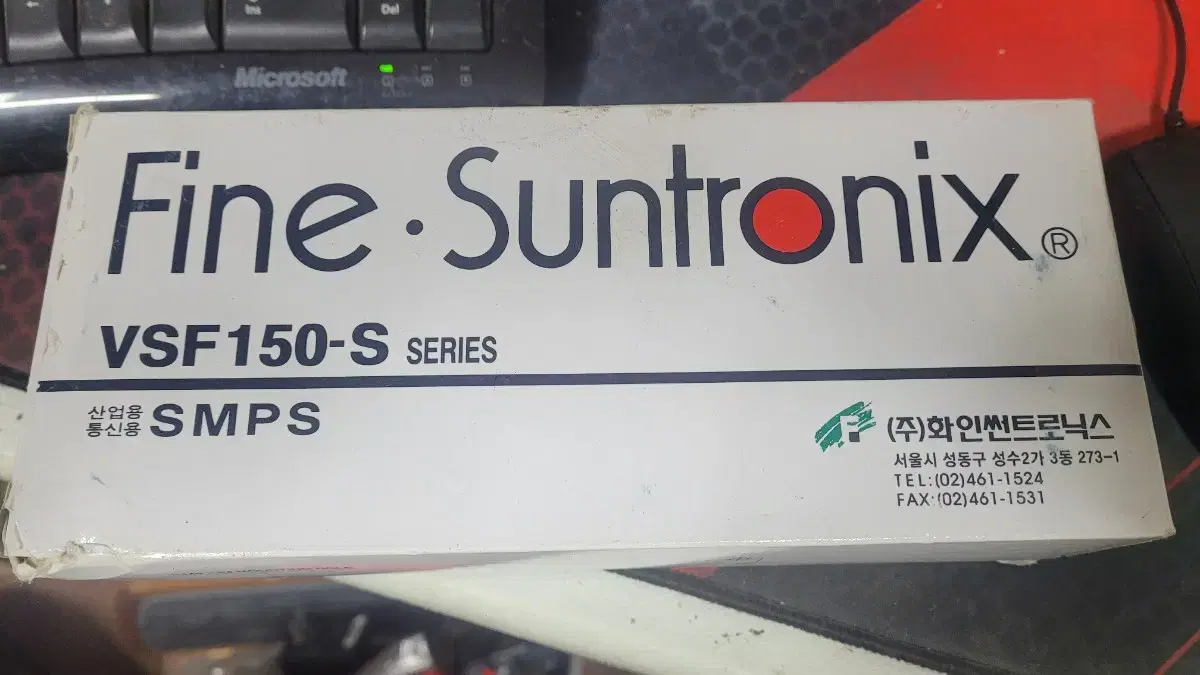 Ins
Del
Microsoft
Fine·Suntronix®
VSF150-S SERIES
산업용
통신용 SMPS
(주)화인썬트로닉스
서울시 성동구 성수2가 3동 273-1
TEL:(02)461-1524
FAX:(02)461-1531